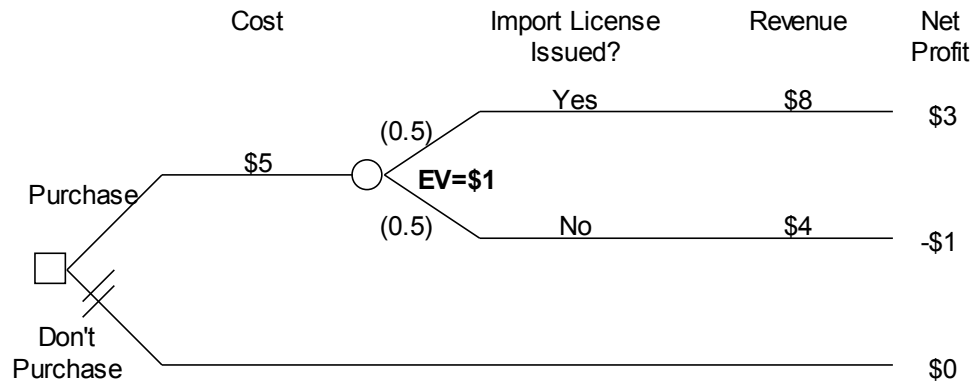 Cost
Import License
Issued?
Revenue
Net
Profit
Yes
$8
$3
(0.5)
$5
EV=$1
Purchase
(0.5)
No
$4
-$1
Don't
Purchase
$0